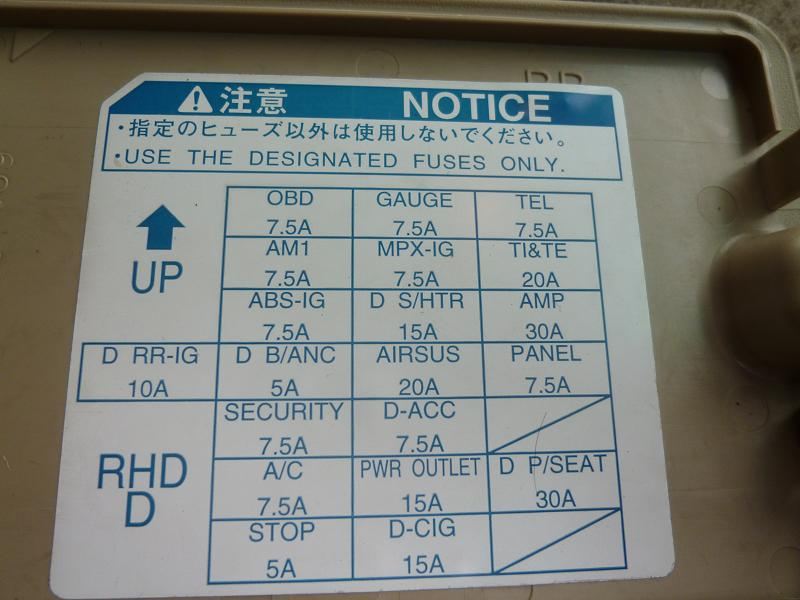 注意 NOTICE
・指定のヒューズ以外は使用しないでください。
・USE THE DESIGNATED FUSES ONLY.
OBD GAUGE TEL
7.5A 7.5A 7.5A
AM1 MPX-IG TI&TE
7.5A 7.5A 20A
UP
ABS-IG D S/HTR AMP
7.5A 15A 30A
D RR-IG D B/ANC AIRSUS PANEL
10A 5A 20A 7.5A
SECURITY D-ACC
7.5A 7.5A
RHD
D
A/C PWR OUTLET D P/SEAT
7.5A 15A 30A
STOP D-CIG
5A 15A